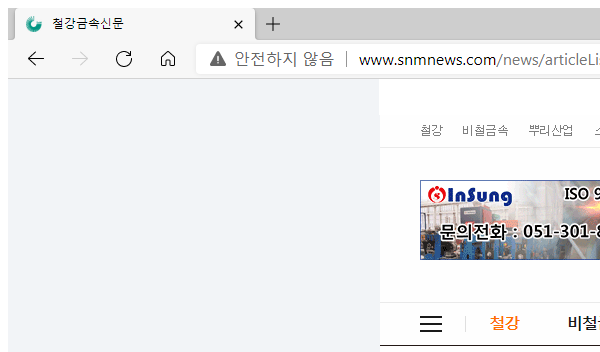 철강금속신문
안전하지 않음 www.snmnews.com/news/articleLi
철강 비철금속 뿌리산업
InSung ISO 9
문의전화 : 051-301-8
철강 비철금